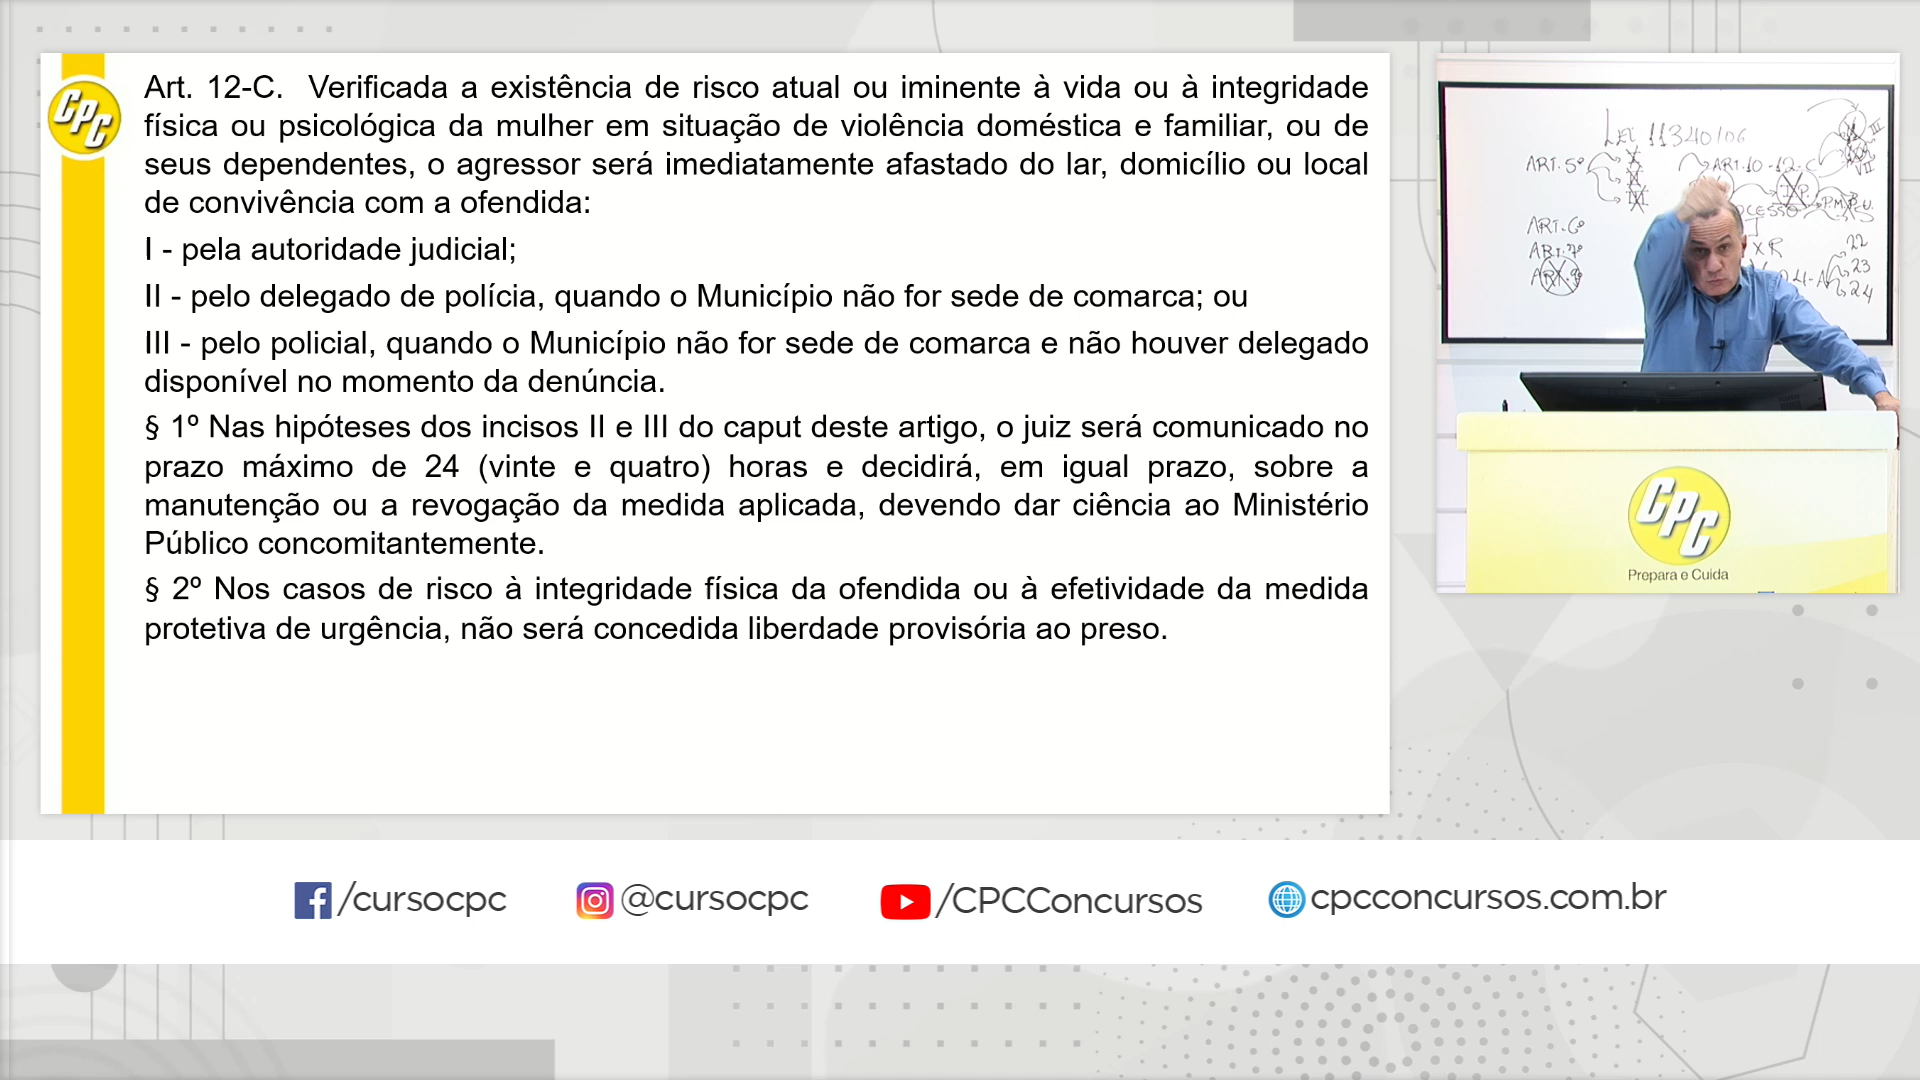 Art. 12-C. Verificada a existência de risco atual ou iminente à vida ou à integridade
física ou psicológica da mulher em situação de violência doméstica e familiar, ou de
seus dependentes, o agressor será imediatamente afastado do lar, domicílio ou local
de convivência com a ofendida:
I - pela autoridade judicial;
II - pelo delegado de polícia, quando o Município não for sede de comarca; ou
III - pelo policial, quando o Município não for sede de comarca e não houver delegado
disponível no momento da denúncia.
§ 1º Nas hipóteses dos incisos II e III do caput deste artigo, o juiz será comunicado no
prazo máximo de 24 (vinte e quatro) horas e decidirá, em igual prazo, sobre a
manutenção ou a revogação da medida aplicada, devendo dar ciência ao Ministério
Público concomitantemente.
§ 2º Nos casos de risco à integridade física da ofendida ou à efetividade da medida
protetiva de urgência, não será concedida liberdade provisória ao preso.
CPC
LEI 11340/06
ART. 5º
ART. 10 - 12-C
ART. 6º
ART. 7º
P.M.P.U.
22
23
24
CPC
Prepara e Cuida
/cursocpc
@cursocpc
/CPCConcursos
cpcconcursos.com.br